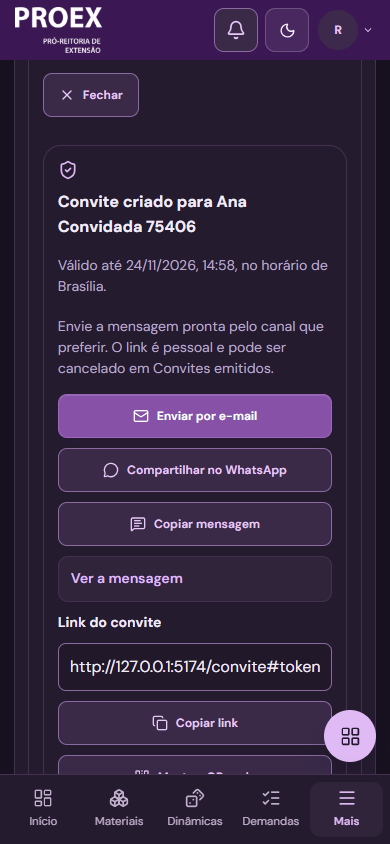 PROEX
PRÓ-REITORIA DE
EXTENSÃO
R
Fechar
Convite criado para Ana
Convidada 75406
Válido até 24/11/2026, 14:58, no horário de
Brasília.
Envie a mensagem pronta pelo canal que
preferir. O link é pessoal e pode ser
cancelado em Convites emitidos.
Enviar por e-mail
Compartilhar no WhatsApp
Copiar mensagem
Ver a mensagem
Link do convite
http://127.0.0.1:5174/convite#token
Copiar link
Início
Materiais
Dinâmicas
Demandas
Mais